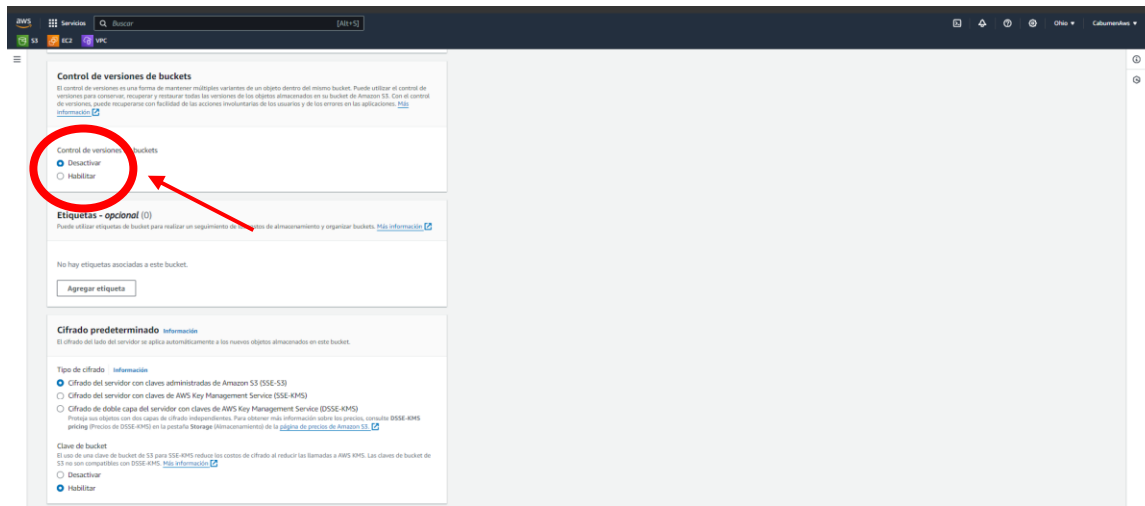 aws
Servicios
Buscar
[Alt+S]
Ohio
CabumenAws
S3
EC2
VPC
Control de versiones de buckets
El control de versiones es una forma de mantener múltiples variantes de un objeto dentro del mismo bucket. Puede utilizar el control de
versiones para conservar, recuperar y restaurar todas las versiones de los objetos almacenados en su bucket de Amazon S3. Con el control
de versiones, puede recuperarse con facilidad de las acciones involuntarias de los usuarios y de los errores en las aplicaciones. Más
información
Control de versiones buckets
Desactivar
Habilitar
Etiquetas - opcional (0)
Puede utilizar etiquetas de bucket para realizar un seguimiento de costos de almacenamiento y organizar buckets. Más información
No hay etiquetas asociadas a este bucket.
Agregar etiqueta
Cifrado predeterminado Información
El cifrado del lado del servidor se aplica automáticamente a los nuevos objetos almacenados en este bucket.
Tipo de cifrado Información
Cifrado del servidor con claves administradas de Amazon S3 (SSE-S3)
Cifrado del servidor con claves de AWS Key Management Service (SSE-KMS)
Cifrado de doble capa del servidor con claves de AWS Key Management Service (DSSE-KMS)
Proteja sus objetos con dos capas de cifrado independientes. Para obtener más información sobre los precios, consulte DSSE-KMS
pricing (Precios de DSSE-KMS) en la pestaña Storage (Almacenamiento) de la página de precios de Amazon S3.
Clave de bucket
El uso de una clave de bucket de S3 para SSE-KMS reduce los costos de cifrado al reducir las llamadas a AWS KMS. Las claves de bucket de
S3 no son compatibles con DSSE-KMS. Más información
Desactivar
Habilitar